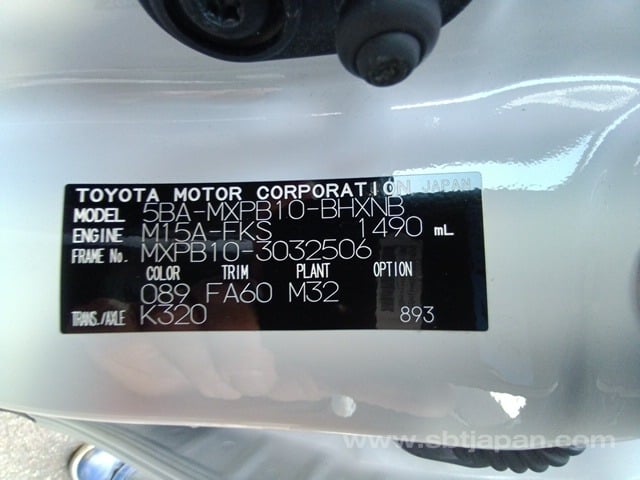 TOYOTA MOTOR CORPORATION JAPAN
MODEL 5BA-MXPB10-BHXNB
ENGINE M15A-FKS 1490 mL
FRAME No. MXPB10-3032506
COLOR TRIM PLANT OPTION
089 FA60 M32
TRANS./AXLE K320 893
www.sbtjapan.com